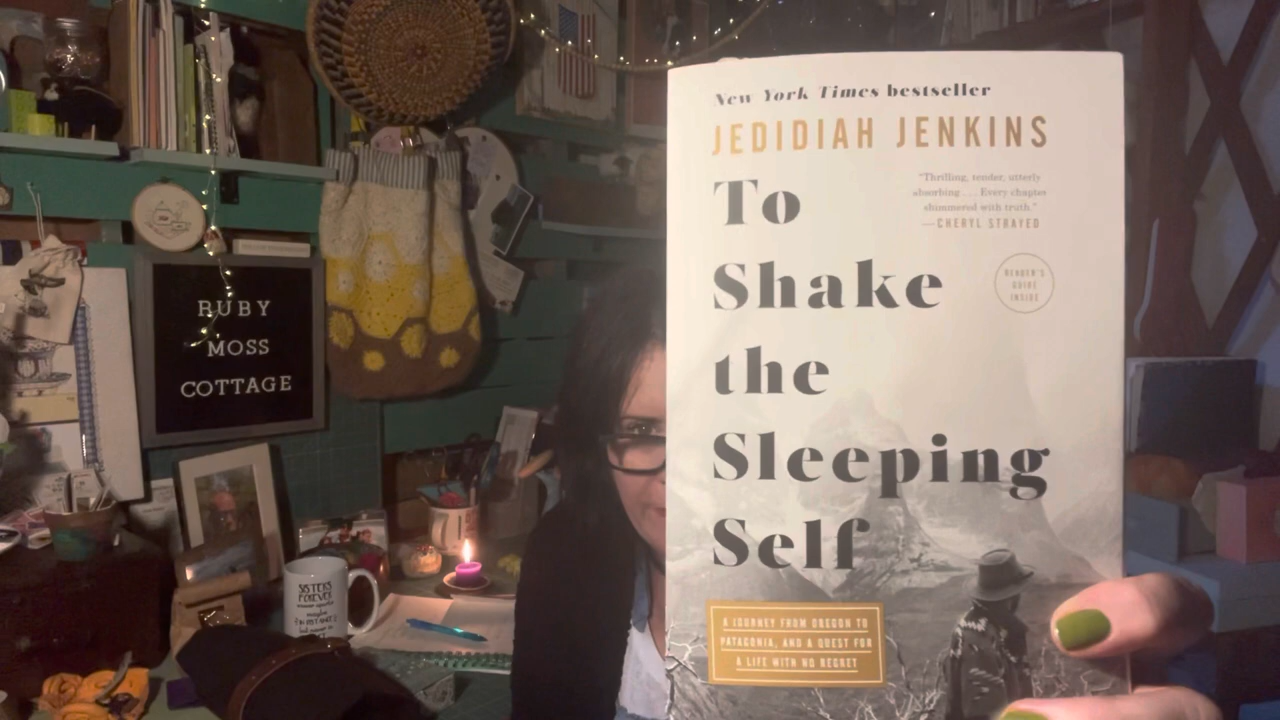 New York Times bestseller
JEDIDIAH JENKINS
"Thrilling, tender, utterly
absorbing . . . Every chapter
shimmered with truth."
—CHERYL STRAYED
To
Shake
the
Sleeping
Self
READER'S
GUIDE
INSIDE
A JOURNEY FROM OREGON TO
PATAGONIA, AND A QUEST FOR
A LIFE WITH NO REGRET
RUBY
MOSS
COTTAGE
SISTERS
FOREVER